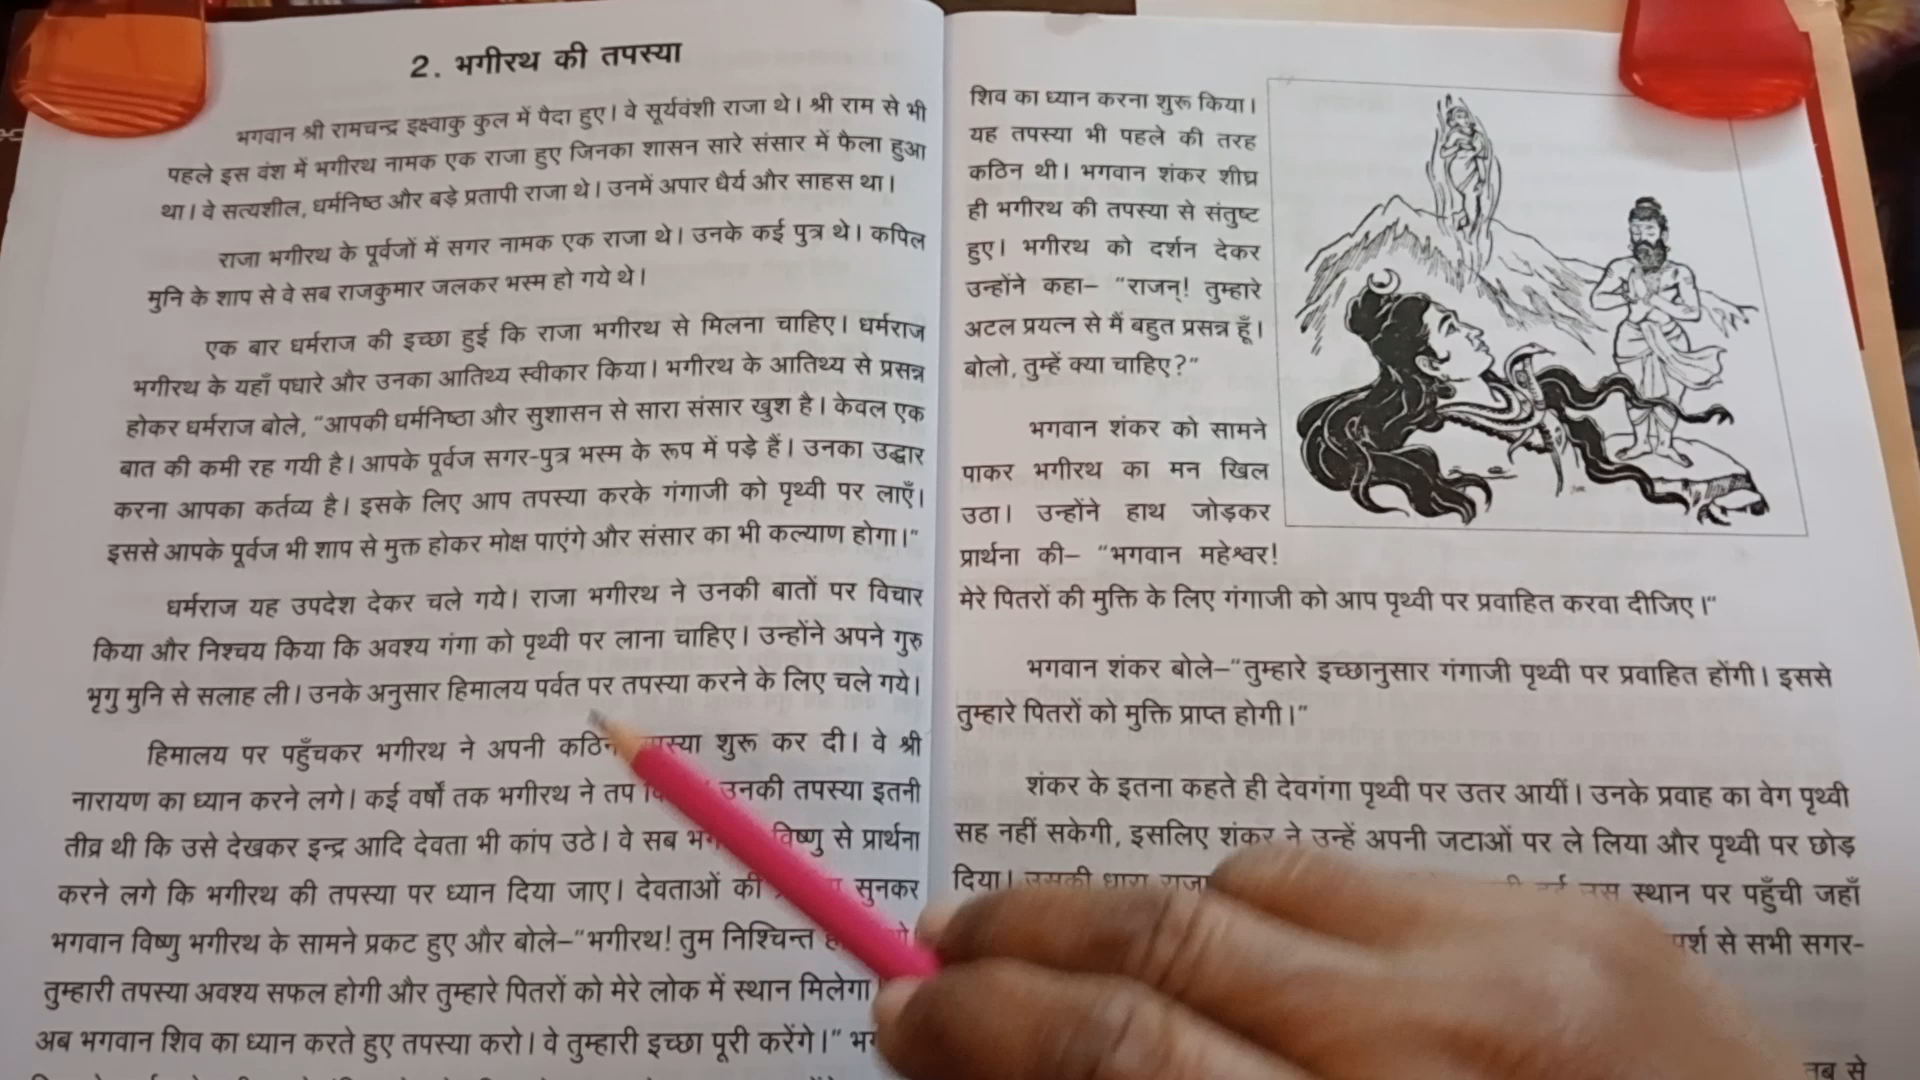 2. भगीरथ की तपस्या
भगवान श्री रामचन्द्र इक्ष्वाकु कुल में पैदा हुए। वे सूर्यवंशी राजा थे। श्री राम से भी
पहले इस वंश में भगीरथ नामक एक राजा हुए जिनका शासन सारे संसार में फैला हुआ
था। वे सत्यशील, धर्मनिष्ठ और बड़े प्रतापी राजा थे। उनमें अपार धैर्य और साहस था।
राजा भगीरथ के पूर्वजों में सगर नामक एक राजा थे। उनके कई पुत्र थे। कपिल
मुनि के शाप से वे सब राजकुमार जलकर भस्म हो गये थे।
एक बार धर्मराज की इच्छा हुई कि राजा भगीरथ से मिलना चाहिए। धर्मराज
भगीरथ के यहाँ पधारे और उनका आतिथ्य स्वीकार किया। भगीरथ के आतिथ्य से प्रसन्न
होकर धर्मराज बोले, "आपकी धर्मनिष्ठा और सुशासन से सारा संसार खुश है। केवल एक
बात की कमी रह गयी है। आपके पूर्वज सगर-पुत्र भस्म के रूप में पड़े हैं। उनका उद्धार
करना आपका कर्तव्य है। इसके लिए आप तपस्या करके गंगाजी को पृथ्वी पर लाएँ।
इससे आपके पूर्वज भी शाप से मुक्त होकर मोक्ष पाएंगे और संसार का भी कल्याण होगा।"
धर्मराज यह उपदेश देकर चले गये। राजा भगीरथ ने उनकी बातों पर विचार
किया और निश्चय किया कि अवश्य गंगा को पृथ्वी पर लाना चाहिए। उन्होंने अपने गुरु
भृगु मुनि से सलाह ली। उनके अनुसार हिमालय पर्वत पर तपस्या करने के लिए चले गये।
हिमालय पर पहुँचकर भगीरथ ने अपनी कठिन शुरू कर दी। वे श्री
नारायण का ध्यान करने लगे। कई वर्षों तक भगीरथ ने तप उनकी तपस्या इतनी
तीव्र थी कि उसे देखकर इन्द्र आदि देवता भी कांप उठे। वे सब विष्णु से प्रार्थना
करने लगे कि भगीरथ की तपस्या पर ध्यान दिया जाए। देवताओं की सुनकर
भगवान विष्णु भगीरथ के सामने प्रकट हुए और बोले–"भगीरथ! तुम निश्चिन्त
तुम्हारी तपस्या अवश्य सफल होगी और तुम्हारे पितरों को मेरे लोक में स्थान मिलेगा
अब भगवान शिव का ध्यान करते हुए तपस्या करो। वे तुम्हारी इच्छा पूरी करेंगे।"
शिव का ध्यान करना शुरू किया।
यह तपस्या भी पहले की तरह
कठिन थी। भगवान शंकर शीघ्र
ही भगीरथ की तपस्या से संतुष्ट
हुए। भगीरथ को दर्शन देकर
उन्होंने कहा– "राजन्! तुम्हारे
अटल प्रयत्न से मैं बहुत प्रसन्न हूँ।
बोलो, तुम्हें क्या चाहिए?"
भगवान शंकर को सामने
पाकर भगीरथ का मन खिल
उठा। उन्होंने हाथ जोड़कर
प्रार्थना की– "भगवान महेश्वर!
मेरे पितरों की मुक्ति के लिए गंगाजी को आप पृथ्वी पर प्रवाहित करवा दीजिए।"
भगवान शंकर बोले–"तुम्हारे इच्छानुसार गंगाजी पृथ्वी पर प्रवाहित होंगी। इससे
तुम्हारे पितरों को मुक्ति प्राप्त होगी।"
शंकर के इतना कहते ही देवगंगा पृथ्वी पर उतर आयीं। उनके प्रवाह का वेग पृथ्वी
सह नहीं सकेगी, इसलिए शंकर ने उन्हें अपनी जटाओं पर ले लिया और पृथ्वी पर छोड़
दिया। उसकी धारा राजा उस स्थान पर पहुँची जहाँ
से सभी सगर-
तब से